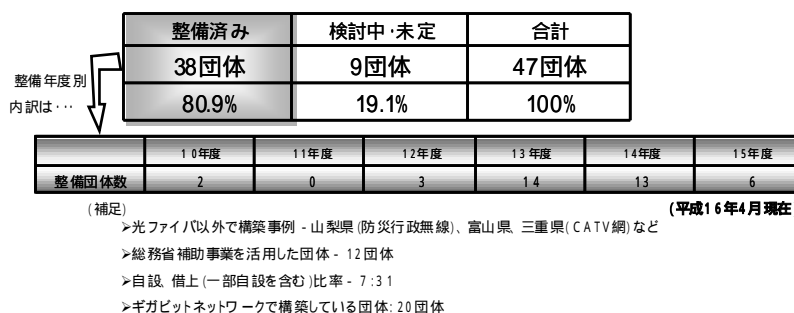 整備済み 検討中・未定 合計
38団体 9団体 47団体
80.9% 19.1% 100%
整備年度別
内訳は・・・
10年度 11年度 12年度 13年度 14年度 15年度
整備団体数 2 0 3 14 13 6
(補足)
(平成16年4月現在
➢光ファイバ以外で構築事例 - 山梨県(防災行政無線)、富山県、三重県(CATV網)など
➢総務省補助事業を活用した団体 - 12団体
➢自設、借上(一部自設を含む)比率 - 7:31
➢ギガビットネットワークで構築している団体:20団体